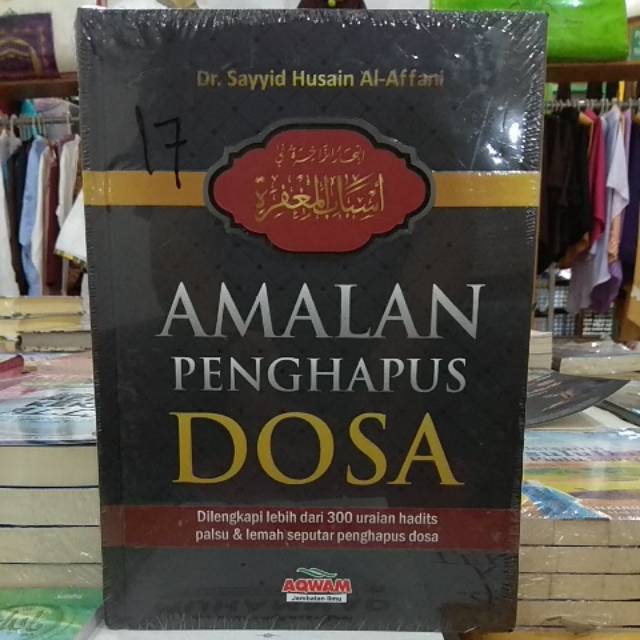 Dr. Sayyid Husain Al-Affani
17
أسباب المغفرة
AMALAN
PENGHAPUS
DOSA
Dilengkapi lebih dari 300 uraian hadits
palsu & lemah seputar penghapus dosa
AQWAM
Jembatan Ilmu